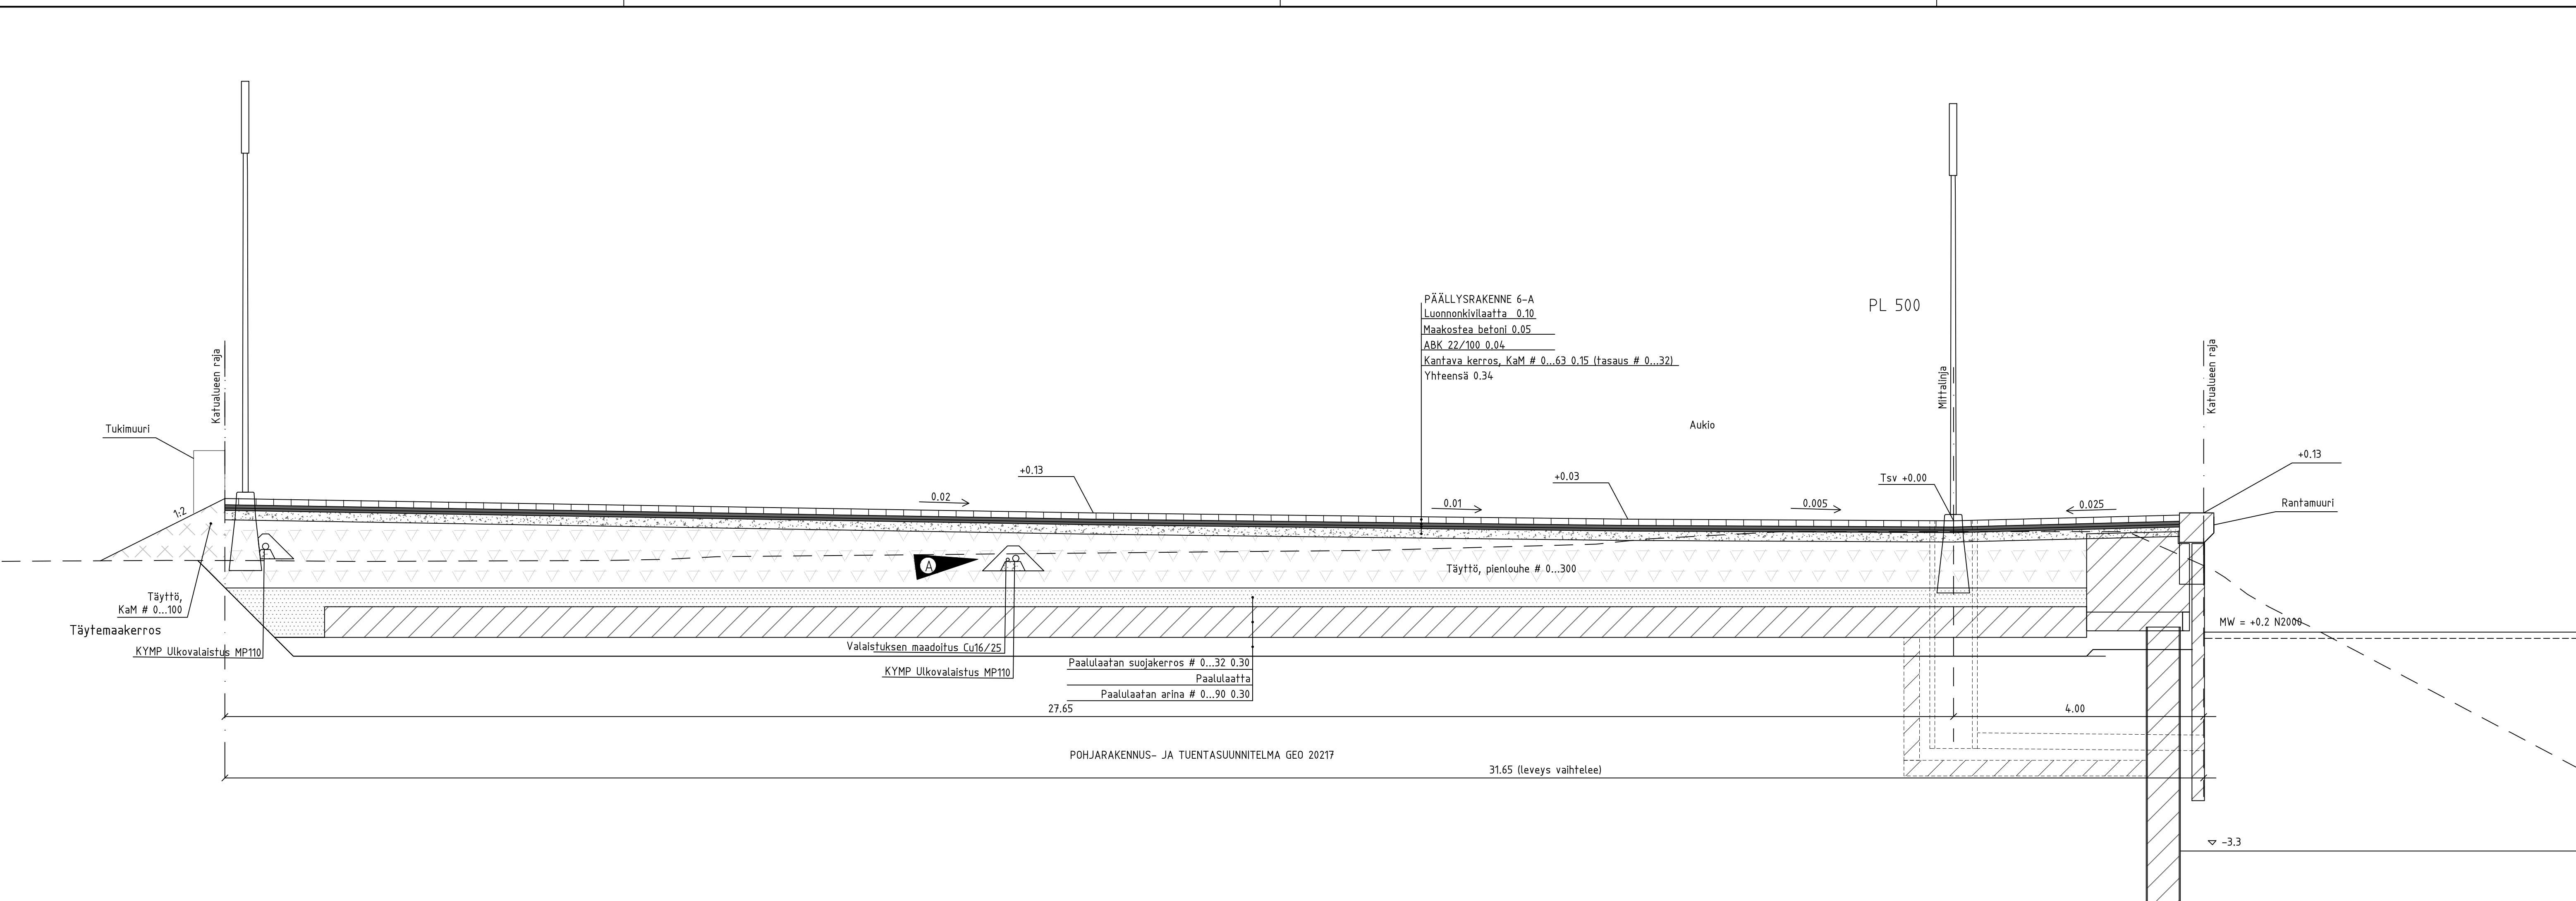 PÄÄLLYSRAKENNE 6-A
Luonnonkivilaatta 0.10
Maakostea betoni 0.05
ABK 22/100 0.04
Kantava kerros, KaM # 0...63 0.15 (tasaus # 0...32)
Yhteensä 0.34
PL 500
Katualueen raja
Mittalinja
Katualueen raja
Tukimuuri
Aukio
+0.13
+0.03
Tsv +0.00
+0.13
1:2
0.02
0.01
0.005
0.025
Rantamuuri
A
Täyttö, pienlouhe # 0...300
Täyttö,
KaM # 0...100
Täytemaakerros
KYMP Ulkovalaistus MP110
Valaistuksen maadoitus Cu16/25
KYMP Ulkovalaistus MP110
Paalulaatan suojakerros # 0...32 0.30
Paalulaatta
Paalulaatan arina # 0...90 0.30
MW = +0.2 N2000
27.65
4.00
POHJARAKENNUS- JA TUENTASUUNNITELMA GEO 20217
31.65 (leveys vaihtelee)
-3.3